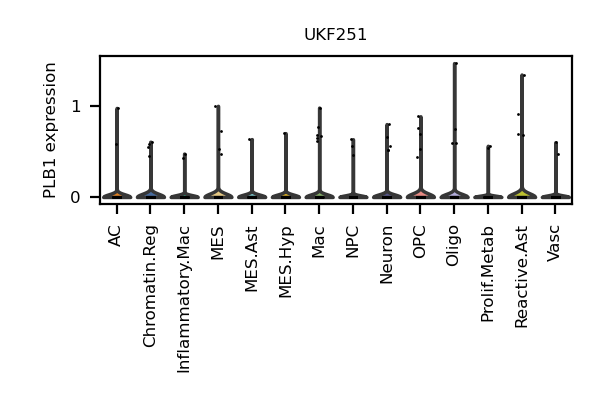 UKF251
PLB1 expression
1
0
AC
Chromatin.Reg
Inflammatory.Mac
MES
MES.Ast
MES.Hyp
Mac
NPC
Neuron
OPC
Oligo
Prolif.Metab
Reactive.Ast
Vasc